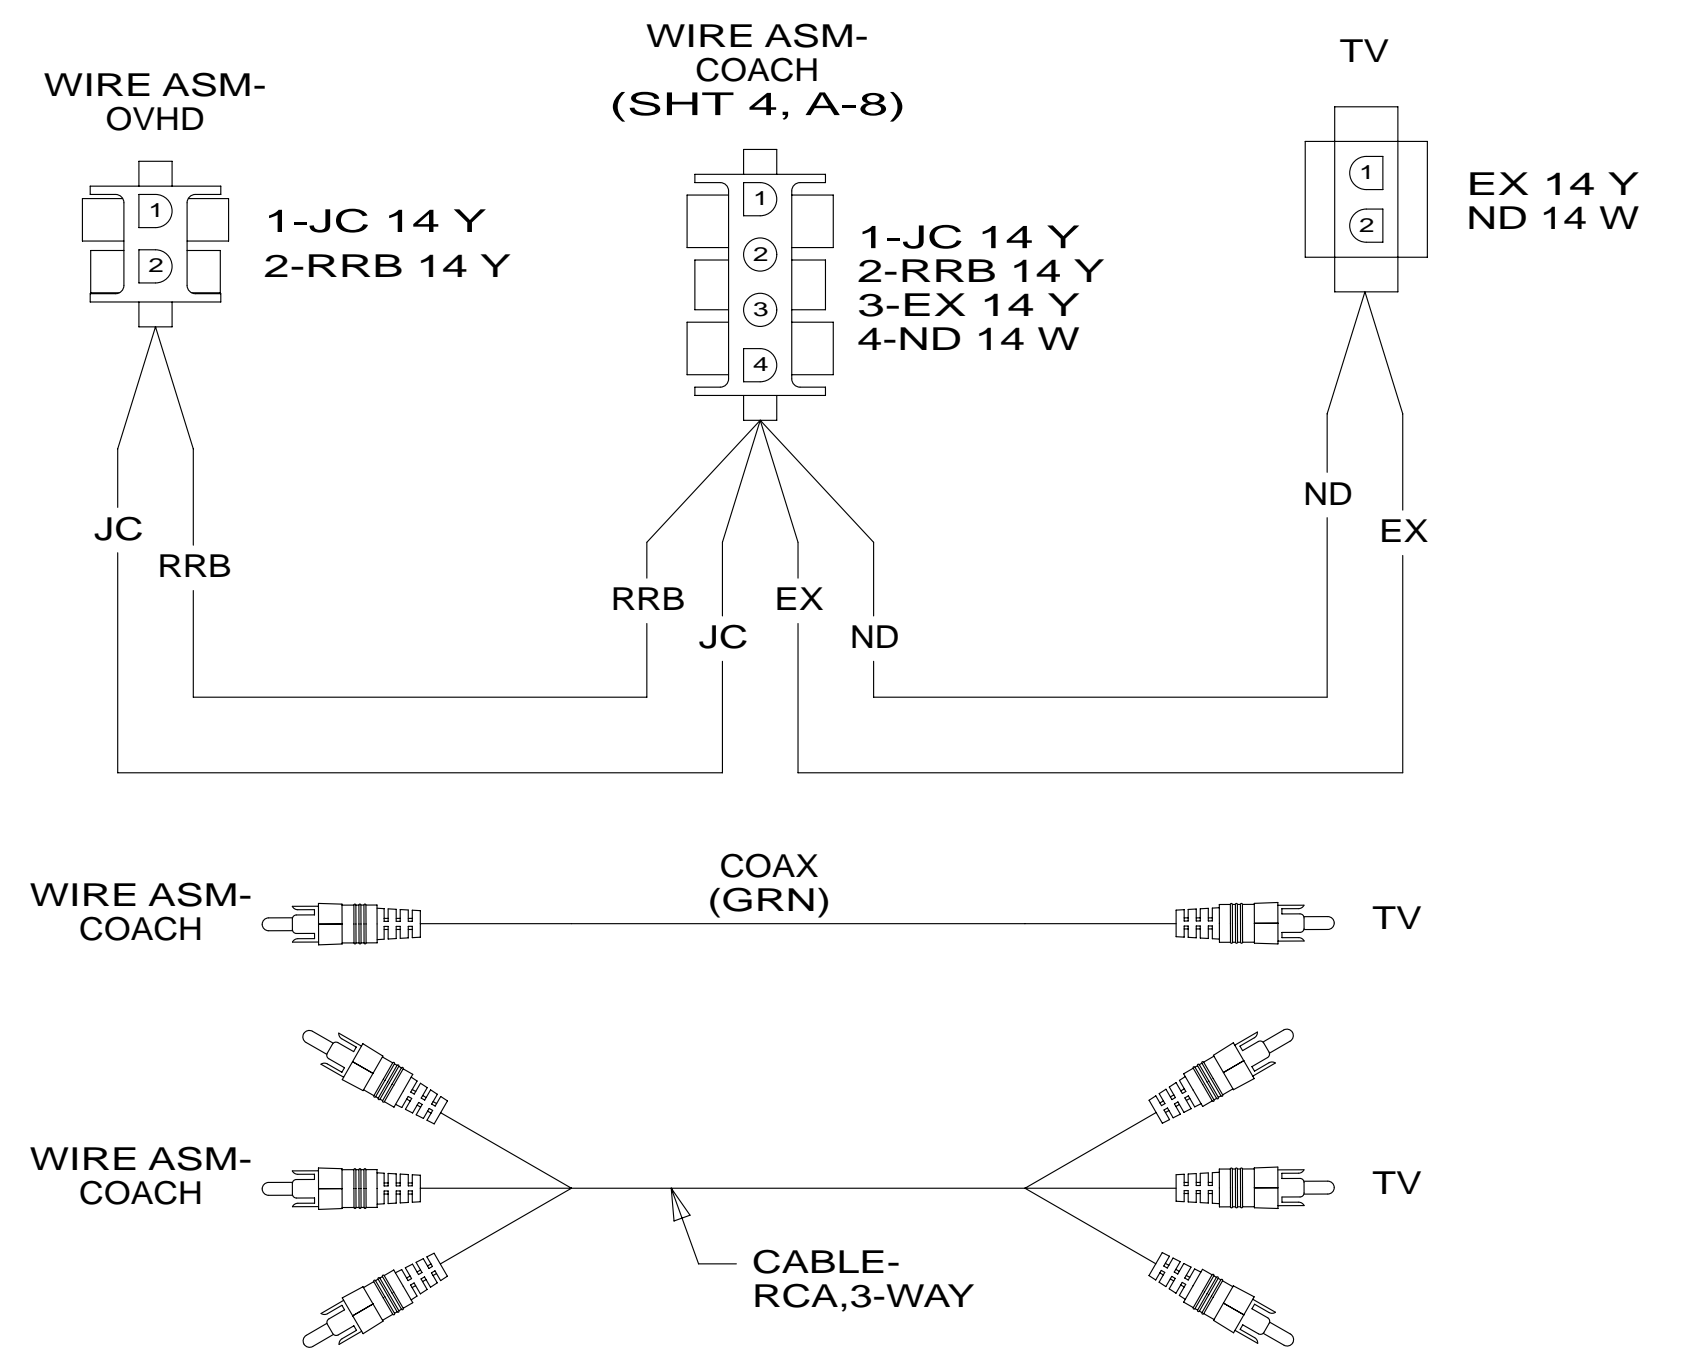 WIRE ASM-
OVHD
1
2
1-JC 14 Y
2-RRB 14 Y
WIRE ASM-
COACH
(SHT 4, A-8)
1
2
3
4
1-JC 14 Y
2-RRB 14 Y
3-EX 14 Y
4-ND 14 W
TV
1
2
EX 14 Y
ND 14 W
JC
RRB
RRB
JC
EX
ND
ND
EX
WIRE ASM-
COACH
COAX
(GRN)
TV
WIRE ASM-
COACH
TV
CABLE-
RCA,3-WAY